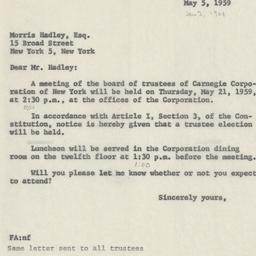 May 5, 1959
Morris Hadley, Esq.
15 Broad Street
New York 5, New York
Dear Mr. Hadley:
A meeting of the board of trustees of Carnegie Corpo-
ration of New York will be held on Thursday, May 21, 1959,
at 2:30 p.m., at the offices of the Corporation.
In accordance with Article I, Section 3, of the Con-
stitution, notice is hereby given that a trustee election
will be held.
Luncheon will be served in the Corporation dining
room on the twelfth floor at 1:30 p.m. before the meeting.
Will you please let me know whether or not you expect
to attend?
Sincerely yours,
FA:nf
Same letter sent to all trustees